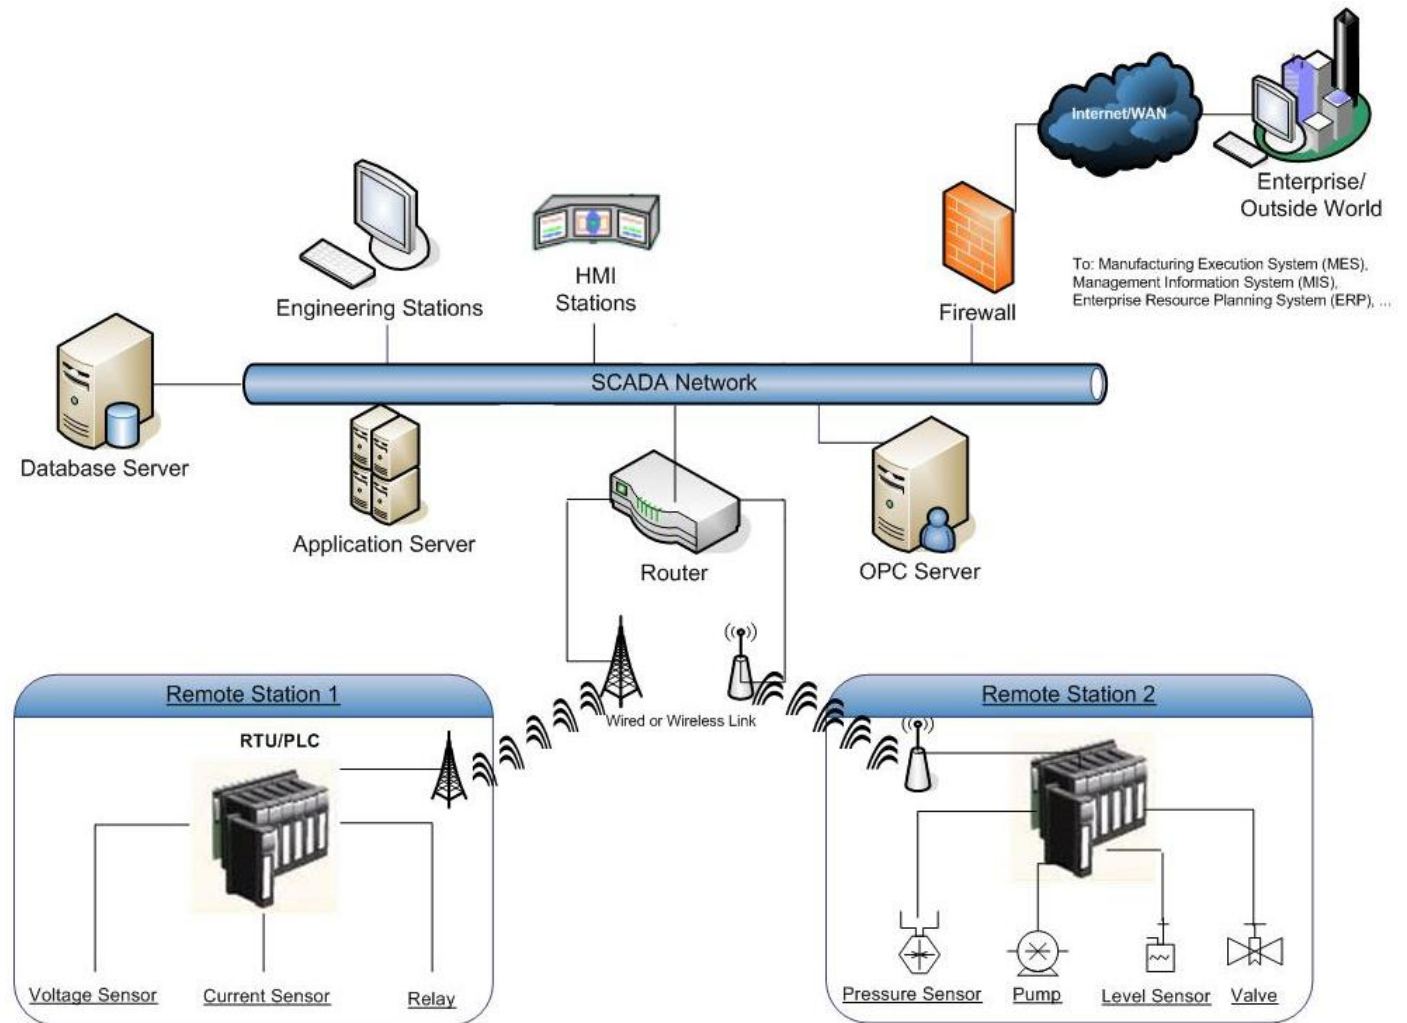 Internet/WAN
Enterprise/
Outside World
To: Manufacturing Execution System (MES),
Management Information System (MIS),
Enterprise Resource Planning System (ERP), ...
Engineering Stations
HMI
Stations
Firewall
SCADA Network
Database Server
Application Server
Router
OPC Server
Remote Station 1
Wired or Wireless Link
Remote Station 2
RTU/PLC
Voltage Sensor
Current Sensor
Relay
Pressure Sensor
Pump
Level Sensor
Valve